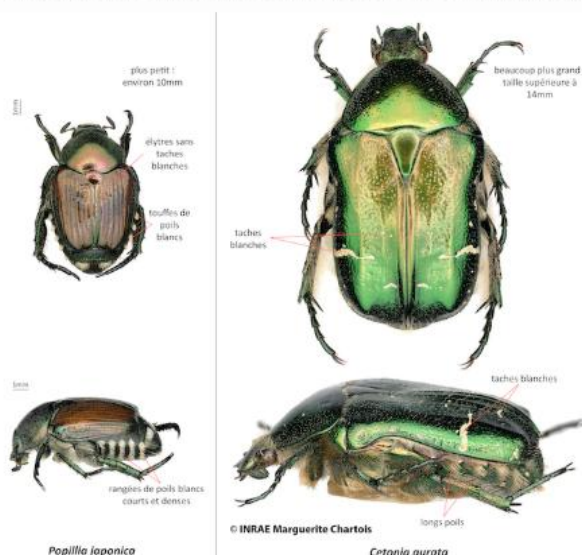 plus petit :
environ 10mm
1mm
élytres sans
taches
blanches
touffes de
poils
blancs
1mm
rangées de poils blancs
courts et denses
Popillia japonica
beaucoup plus grand
taille supérieure à
14mm
taches
blanches
taches blanches
longs poils
© INRAE Marguerite Chartois
Cetonia aurata